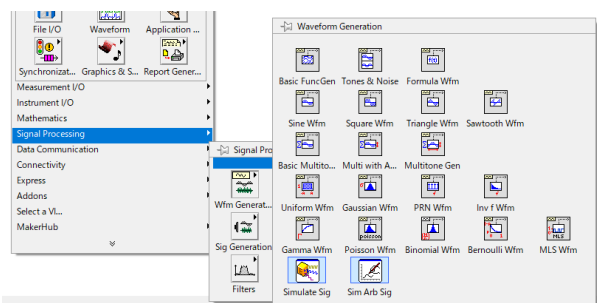 File I/O Waveform Application ...
Synchronizat... Graphics & S... Report Gener...
Measurement I/O
Instrument I/O
Mathematics
Signal Processing
Data Communication
Connectivity
Express
Addons
Select a VI...
MakerHub
Signal Pro
Wfm Generat...
Sig Generation
Filters
Waveform Generation
Basic FuncGen Tones & Noise Formula Wfm
Sine Wfm Square Wfm Triangle Wfm Sawtooth Wfm
Basic Multito... Multi with A... Multitone Gen
Uniform Wfm Gaussian Wfm PRN Wfm Inv f Wfm
Gamma Wfm Poisson Wfm Binomial Wfm Bernoulli Wfm MLS Wfm
Simulate Sig Sim Arb Sig